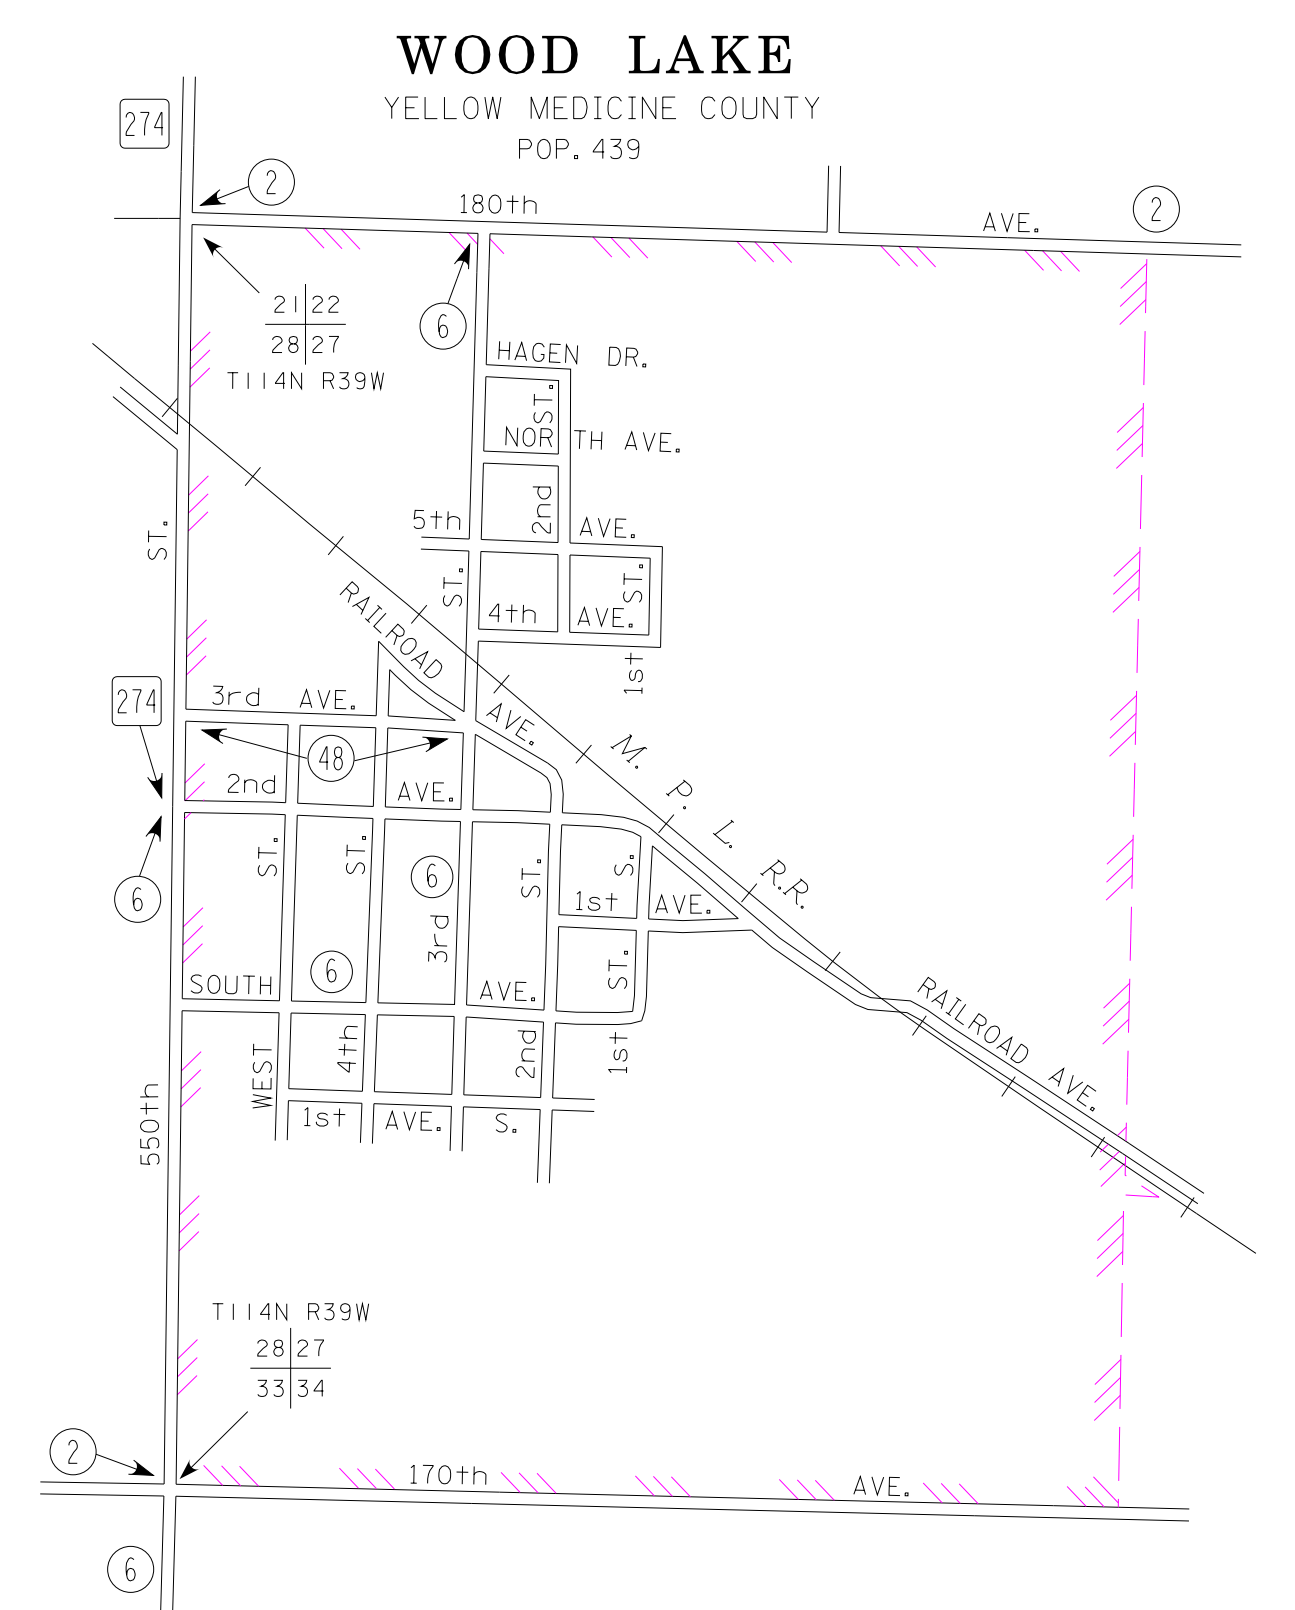 WOOD LAKE
YELLOW MEDICINE COUNTY
POP. 439
274
2
180th AVE.
2
21 22
28 27
T114N R39W
6
HAGEN DR.
ST.
NORTH AVE.
2nd
5th AVE.
ST.
ST.
4th AVE.
ST.
1st
RAILROAD AVE.
274
3rd AVE.
48
2nd AVE.
M. P. L. R.R.
6
ST.
ST.
6
3rd
ST.
S.
1st AVE.
6
ST.
SOUTH AVE.
RAILROAD AVE.
WEST
4th
2nd
1st
550th
1st AVE. S.
T114N R39W
28 27
33 34
2
170th AVE.
6